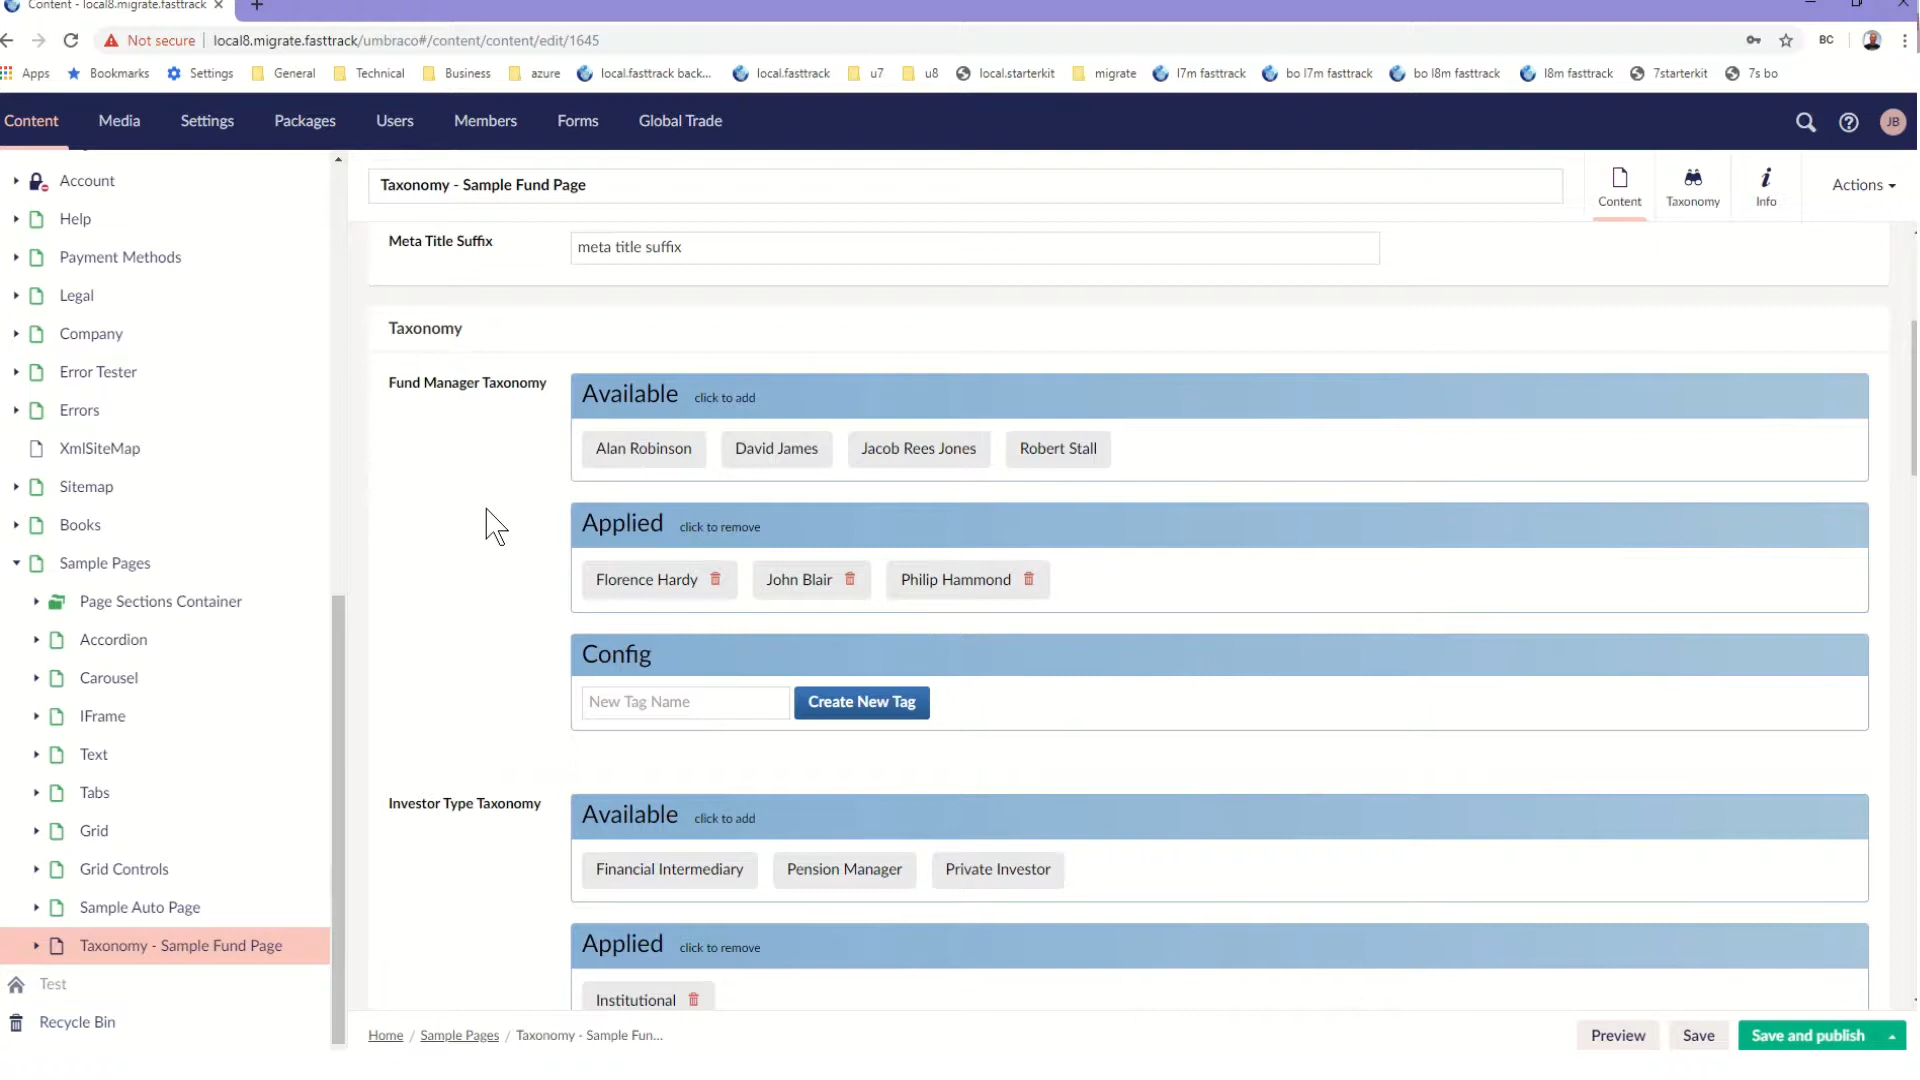 Content - local8.migrate.fasttrack
Not secure local8.migrate.fasttrack/umbraco#/content/content/edit/1645 BC
Apps Bookmarks Settings General Technical Business azure local.fasttrack back... local.fasttrack u7 u8 local.starterkit migrate l7m fasttrack bo l7m fasttrack bo l8m fasttrack l8m fasttrack 7starterkit 7s bo
Content Media Settings Packages Users Members Forms Global Trade JB
Account
Help
Payment Methods
Legal
Company
Error Tester
Errors
XmlSiteMap
Sitemap
Books
Sample Pages
Page Sections Container
Accordion
Carousel
IFrame
Text
Tabs
Grid
Grid Controls
Sample Auto Page
Taxonomy - Sample Fund Page
Test
Recycle Bin
Taxonomy - Sample Fund Page
Content Taxonomy Info Actions
Meta Title Suffix meta title suffix
Taxonomy
Fund Manager Taxonomy
Available click to add
Alan Robinson David James Jacob Rees Jones Robert Stall
Applied click to remove
Florence Hardy John Blair Philip Hammond
Config
New Tag Name Create New Tag
Investor Type Taxonomy
Available click to add
Financial Intermediary Pension Manager Private Investor
Applied click to remove
Institutional
Home / Sample Pages / Taxonomy - Sample Fun... Preview Save Save and publish